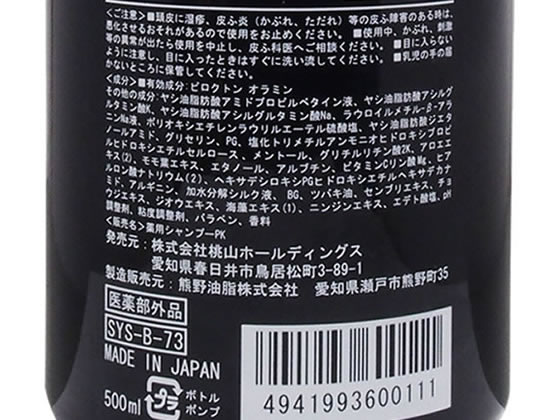 <ご注意>■頭皮に湿疹、皮ふ炎（かぶれ、ただれ）等の皮ふ障害のある時は、
悪化させるおそれがあるので使用をお止めください。■使用中、かぶれ、刺激
等の異常が出たら使用を中止し、皮ふ科医へご相談ください。■目に入らない
ように注意し、目に入ったときはすぐに洗い流してください。■乳児の手の届
かないところに保管してください。
<成分>■有効成分:ピロクトン オラミン
その他の成分:ヤシ油脂肪酸アミドプロピルベタイン液、ヤシ油脂肪酸アシルグ
ルタミン酸K、ヤシ油脂肪酸アシルグルタミン酸Na、ラウロイルメチル-β-アラ
ニンNa液、ポリオキシエチレンラウリルエーテル硫酸塩、ヤシ油脂肪酸ジエタ
ノールアミド、グリセリン、PG、塩化トリメチルアンモニオヒドロキシプロピ
ルヒドロキシエチルセルロース、メントール、グリチルリチン酸2K、アロエエ
キス(2)、モモ葉エキス、エタノール、アルブチン、ビタミンCリン酸Mg、ヒア
ルロン酸ナトリウム(2)、ヘキサデシロキシPGヒドロキシエチルヘキサデカナ
ミド、アルギニン、加水分解シルク液、BG、ツバキ油、センブリエキス、チョ
ウジエキス、ジオウエキス、海藻エキス(1)、ニンジンエキス、エデト酸塩、pH
調整剤、粘度調整剤、パラベン、香料
<販売名>薬用シャンプーPK
発売元: 株式会社桃山ホールディングス
愛知県春日井市鳥居松町3-89-1
製造販売元: 熊野油脂株式会社 愛知県瀬戸市熊野町35
医薬部外品
SYS-B-73
MADE IN JAPAN
500ml
プラ
ボトル
ポンプ
4941993600111